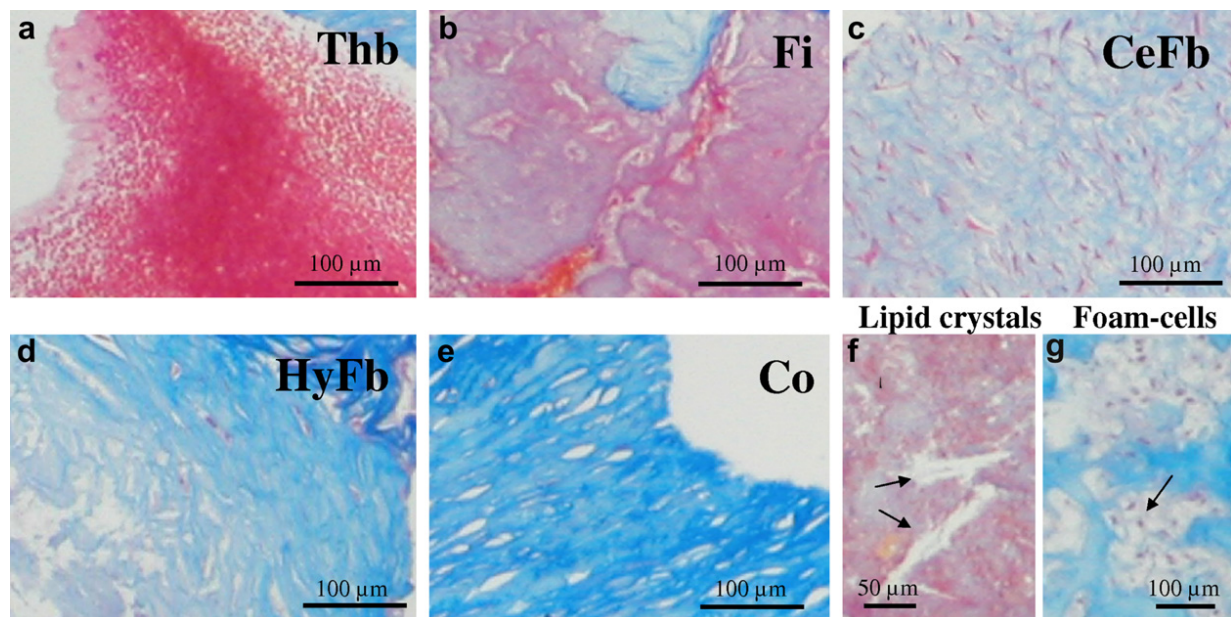 a
Thb
100 µm
b
Fi
100 µm
c
CeFb
100 µm
d
HyFb
100 µm
e
Co
100 µm
Lipid crystals
f
50 µm
Foam-cells
g
100 µm